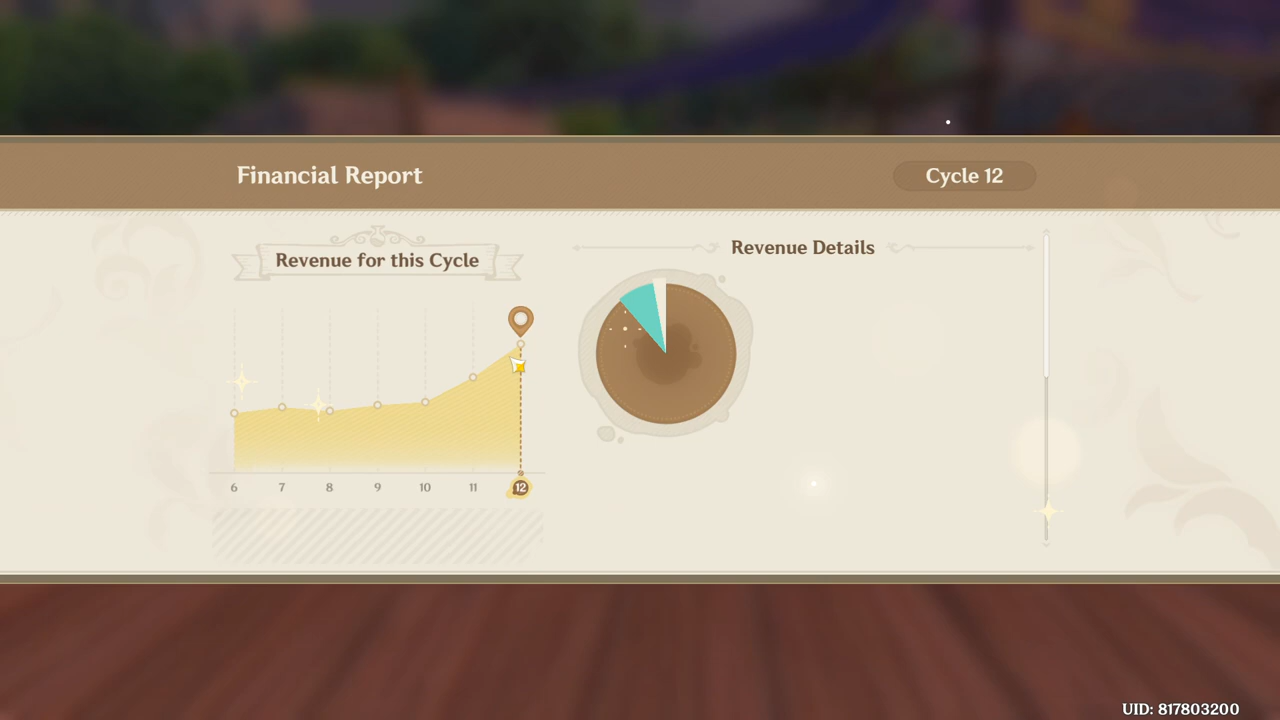 Financial Report
Cycle 12
Revenue for this Cycle
Revenue Details
6 7 8 9 10 11 12
UID: 817803200